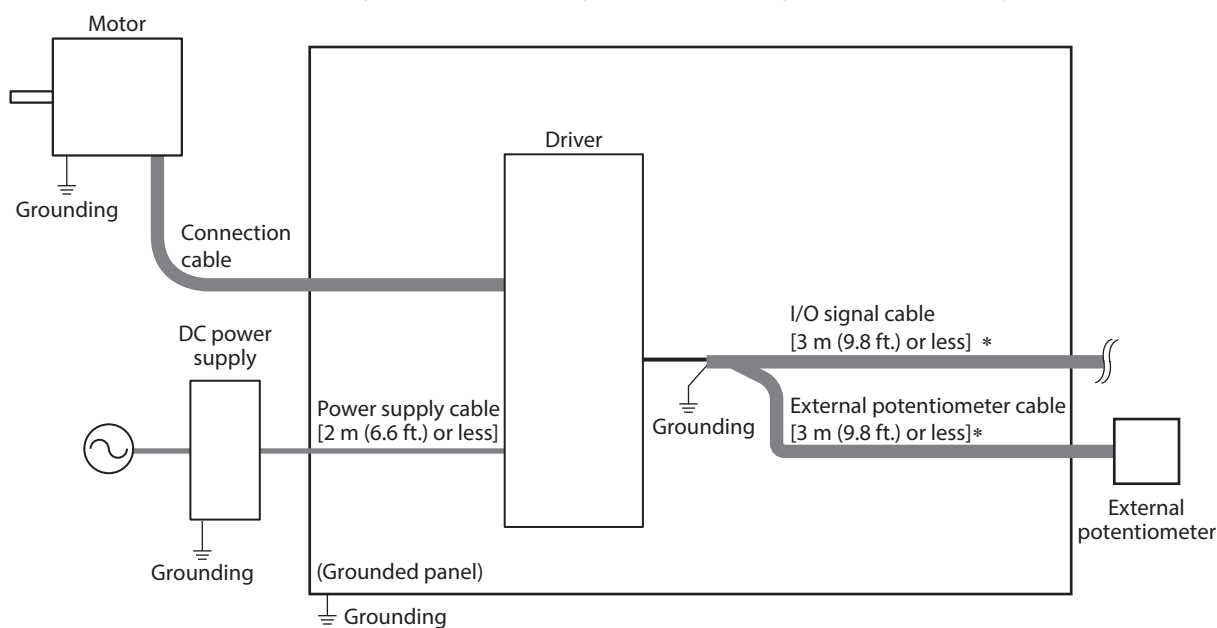 Motor
Driver
Grounding
Connection
cable
I/O signal cable
[3 m (9.8 ft.) or less] *
DC power
supply
Power supply cable
[2 m (6.6 ft.) or less]
Grounding
External potentiometer cable
[3 m (9.8 ft.) or less]*
External
potentiometer
Grounding
(Grounded panel)
Grounding